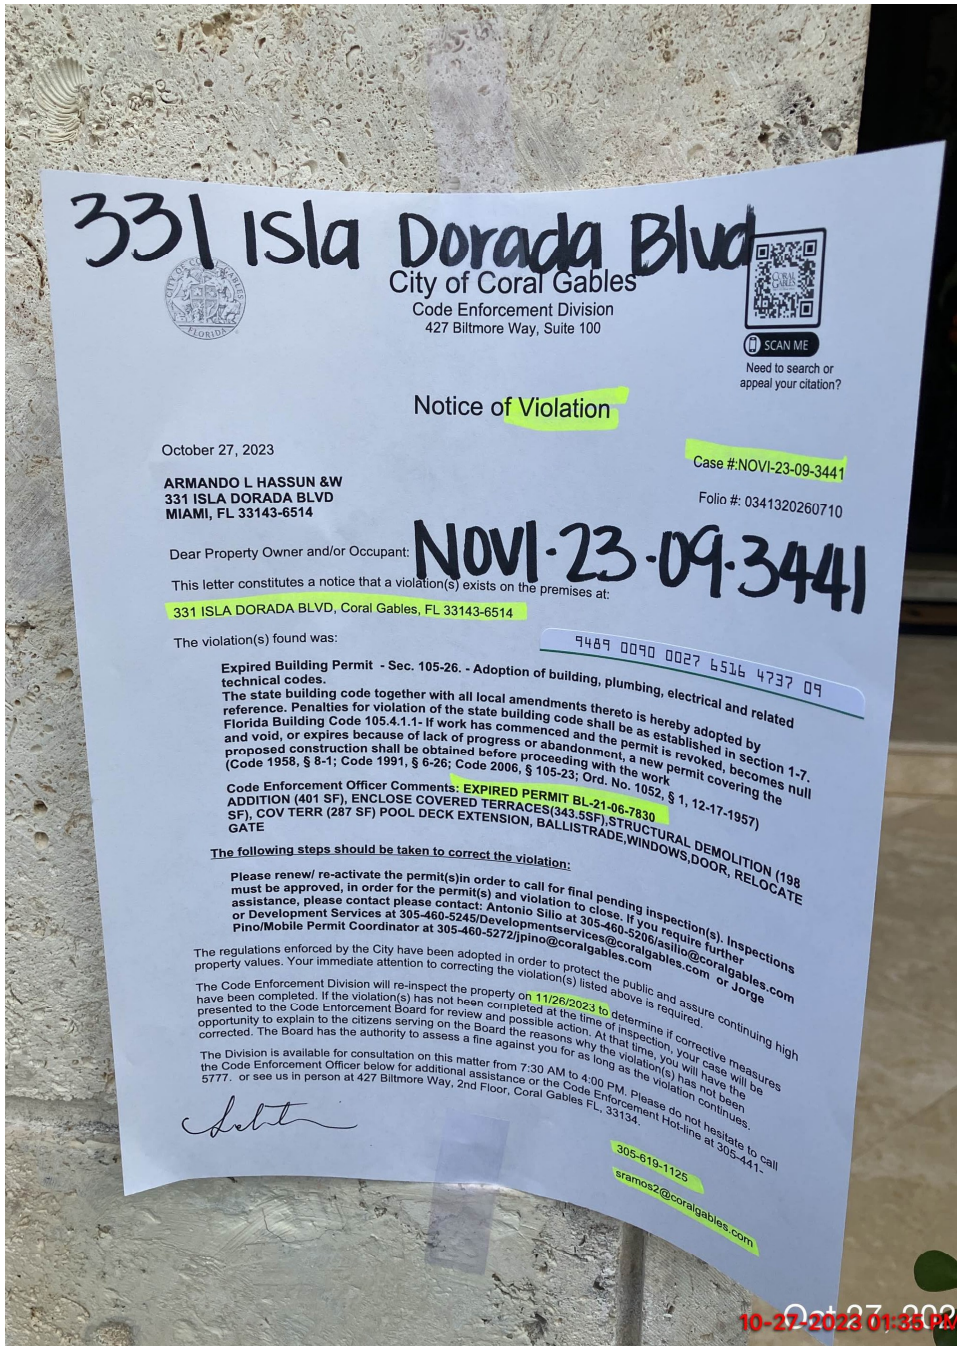 331 Isla Dorada Blvd
City of Coral Gables
Code Enforcement Division
427 Biltmore Way, Suite 100
CITY OF CORAL GABLES
FLORIDA
CORAL GABLES
SCAN ME
Need to search or
appeal your citation?
Notice of Violation
October 27, 2023
Case #:NOVI-23-09-3441
ARMANDO L HASSUN &W
331 ISLA DORADA BLVD
MIAMI, FL 33143-6514
Folio #: 0341320260710
Dear Property Owner and/or Occupant:
NOVI-23-09-3441
This letter constitutes a notice that a violation(s) exists on the premises at:
331 ISLA DORADA BLVD, Coral Gables, FL 33143-6514
The violation(s) found was:
9489 0090 0027 6516 4737 09
Expired Building Permit - Sec. 105-26. - Adoption of building, plumbing, electrical and related
technical codes.
The state building code together with all local amendments thereto is hereby adopted by
reference. Penalties for violation of the state building code shall be as established in section 1-7.
Florida Building Code 105.4.1.1- If work has commenced and the permit is revoked, becomes null
and void, or expires because of lack of progress or abandonment, a new permit covering the
proposed construction shall be obtained before proceeding with the work
(Code 1958, § 8-1; Code 1991, § 6-26; Code 2006, § 105-23; Ord. No. 1052, § 1, 12-17-1957)
Code Enforcement Officer Comments: EXPIRED PERMIT BL-21-06-7830
ADDITION (401 SF), ENCLOSE COVERED TERRACES(343.5SF),STRUCTURAL DEMOLITION (198
SF), COV TERR (287 SF) POOL DECK EXTENSION, BALLISTRADE,WINDOWS,DOOR, RELOCATE
GATE
The following steps should be taken to correct the violation:
Please renew/ re-activate the permit(s)in order to call for final pending inspection(s). Inspections
must be approved, in order for the permit(s) and violation to close. If you require further
assistance, please contact please contact: Antonio Silio at 305-460-5206/asilio@coralgables.com
or Development Services at 305-460-5245/Developmentservices@coralgables.com or Jorge
Pino/Mobile Permit Coordinator at 305-460-5272/jpino@coralgables.com
The regulations enforced by the City have been adopted in order to protect the public and assure continuing high
property values. Your immediate attention to correcting the violation(s) listed above is required.
The Code Enforcement Division will re-inspect the property on 11/26/2023 to determine if corrective measures
have been completed. If the violation(s) has not been completed at the time of inspection, your case will be
presented to the Code Enforcement Board for review and possible action. At that time, you will have the
opportunity to explain to the citizens serving on the Board the reasons why the violation(s) has not been
corrected. The Board has the authority to assess a fine against you for as long as the violation continues.
The Division is available for consultation on this matter from 7:30 AM to 4:00 PM. Please do not hesitate to call
the Code Enforcement Officer below for additional assistance or the Code Enforcement Hot-line at 305-441-
5777. or see us in person at 427 Biltmore Way, 2nd Floor, Coral Gables FL, 33134.
305-619-1125
sramos2@coralgables.com
Oct 27, 202
10-27-2023 01:35 PM